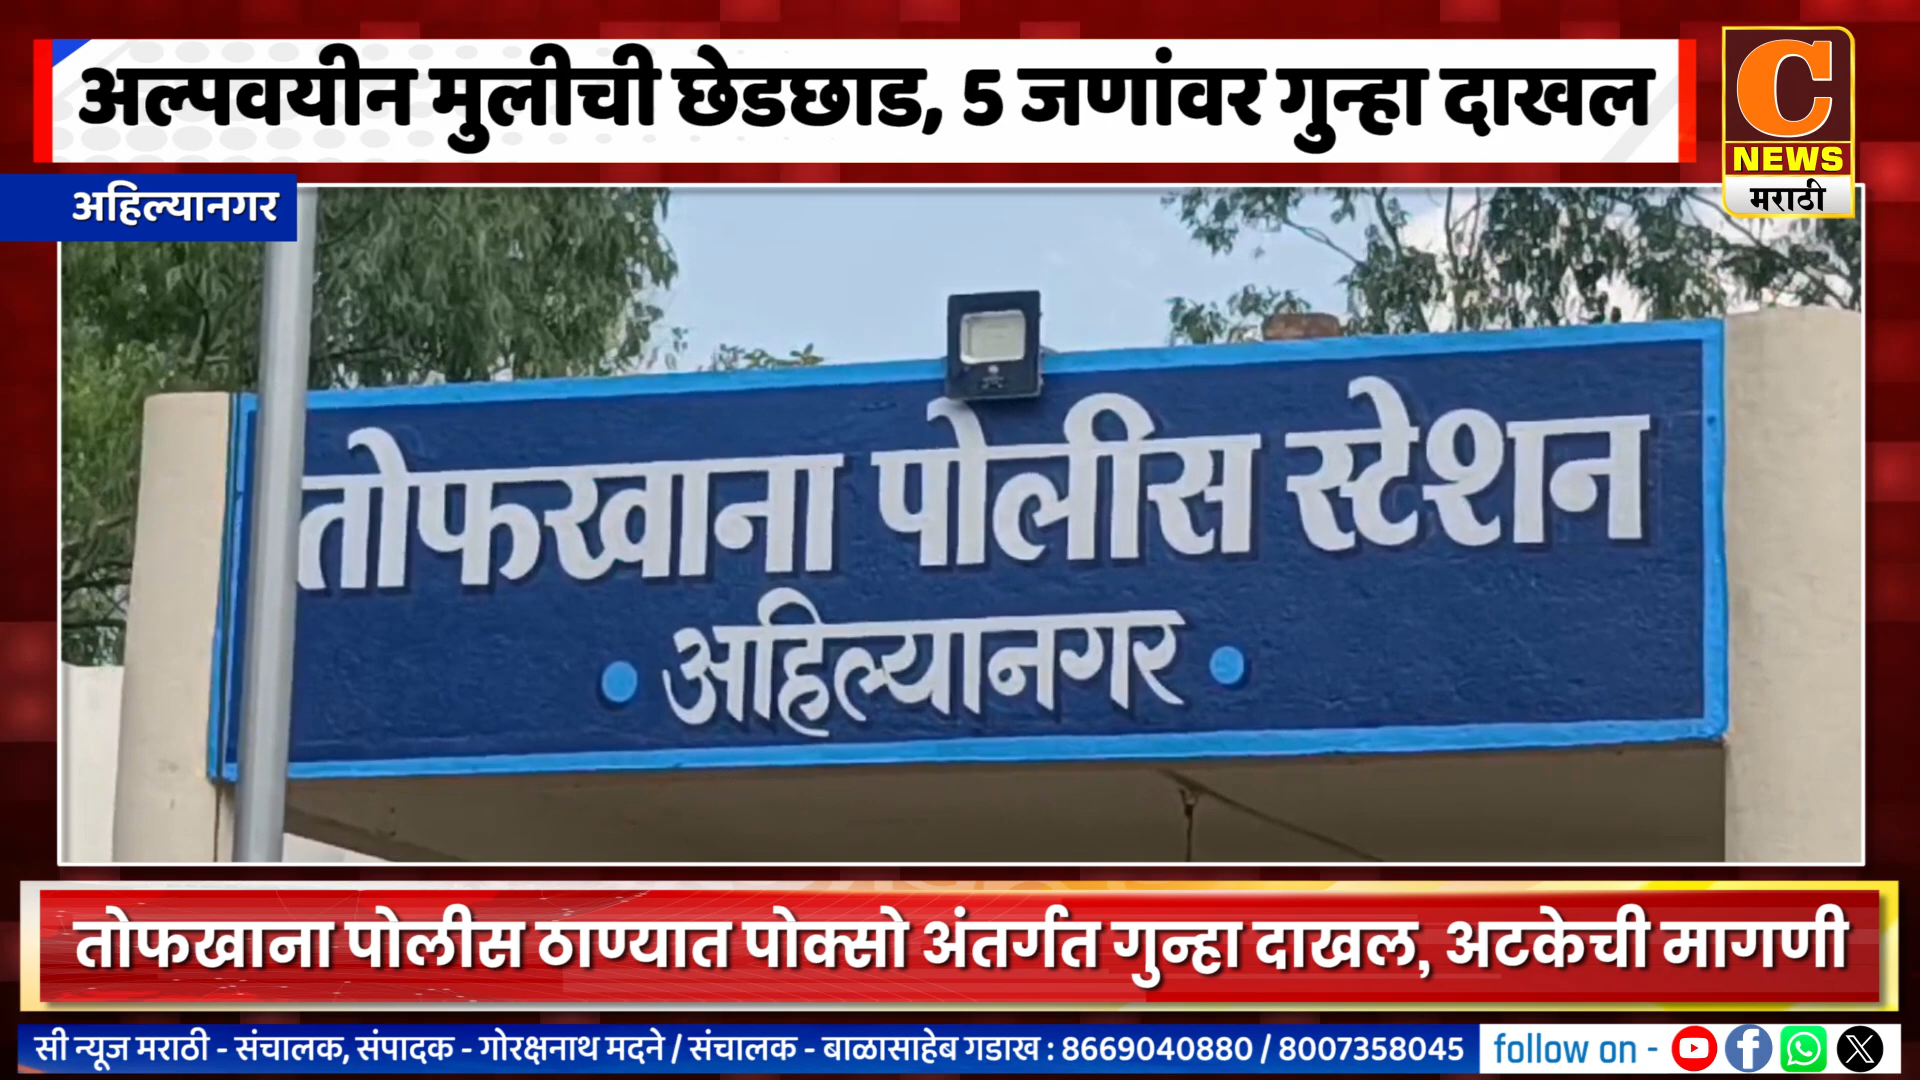 अल्पवयीन मुलीची छेडछाड, 5 जणांवर गुन्हा दाखल
C
NEWS
मराठी
अहिल्यानगर
तोफखाना पोलीस स्टेशन
• अहिल्यानगर •
तोफखाना पोलीस ठाण्यात पोक्सो अंतर्गत गुन्हा दाखल, अटकेची मागणी
सी न्यूज मराठी - संचालक, संपादक - गोरक्षनाथ मदने / संचालक - बाळासाहेब गडाख : 8669040880 / 8007358045
follow on -